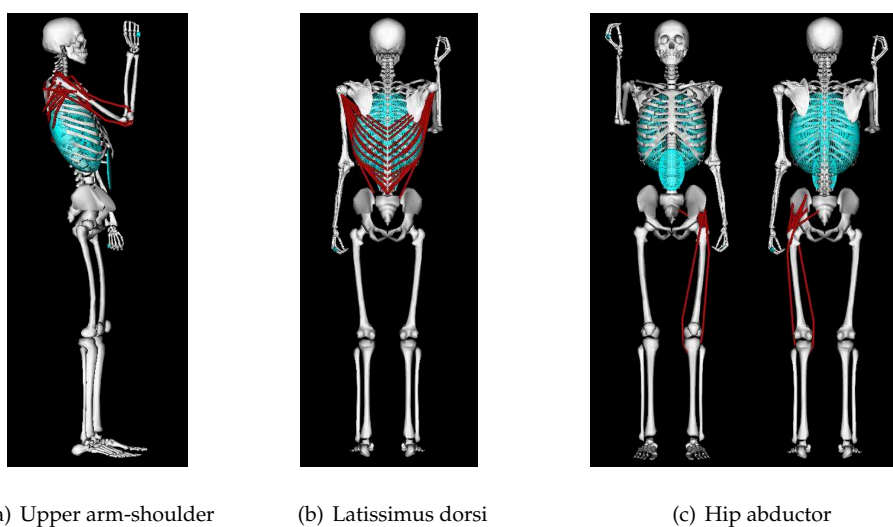 ) Upper arm-shoulder
(b) Latissimus dorsi
(c) Hip abductor